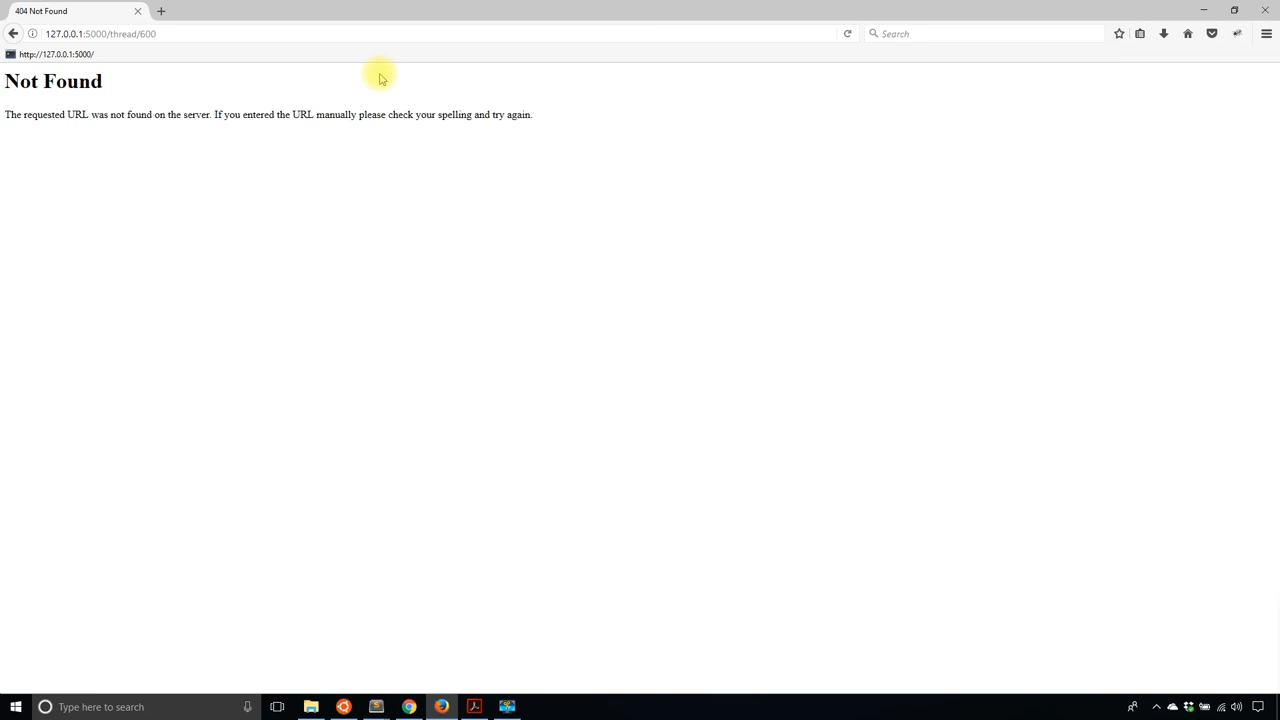 404 Not Found
127.0.0.1:5000/thread/600
Search
http://127.0.0.1:5000/
Not Found
The requested URL was not found on the server. If you entered the URL manually please check your spelling and try again.
Type here to search